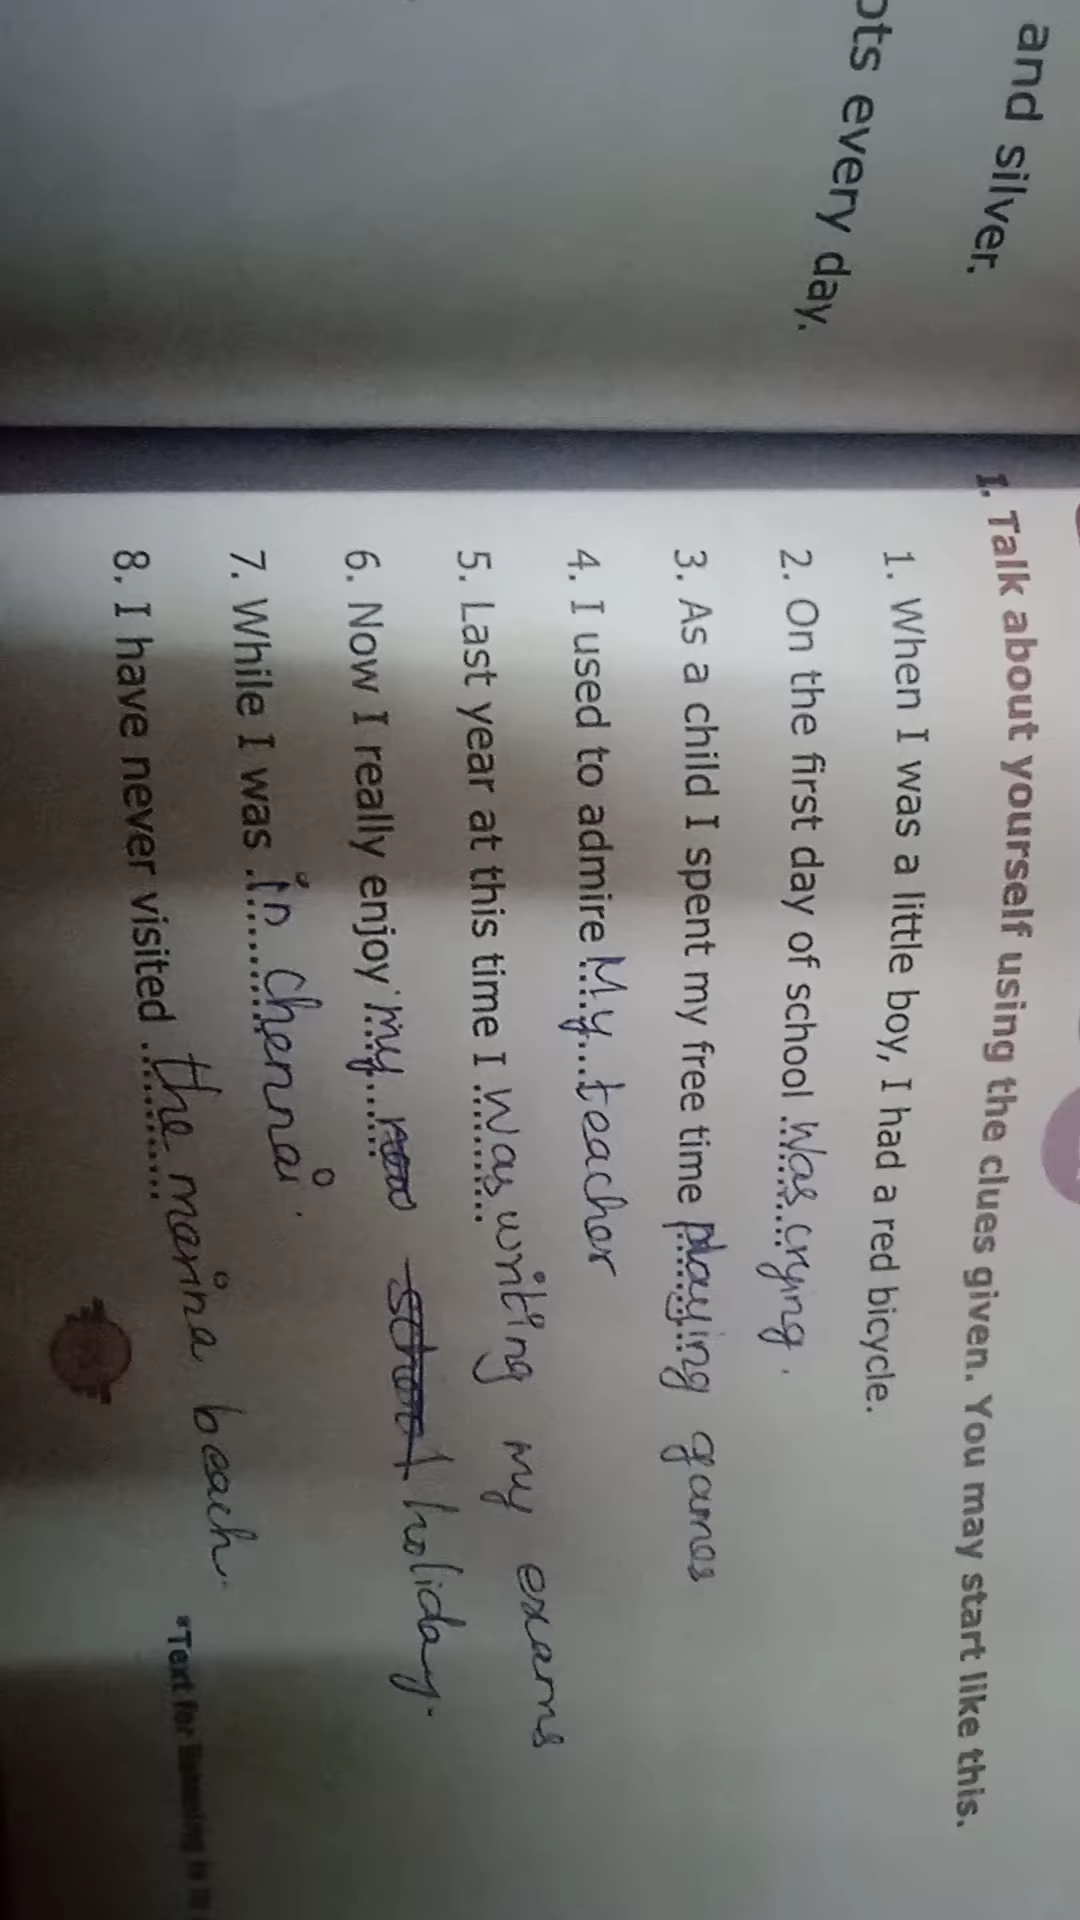 and silver.
ots every day.
I. Talk about yourself using the clues given. You may start like this.
1. When I was a little boy, I had a red bicycle.
2. On the first day of school Was crying.
3. As a child I spent my free time playing games
4. I used to admire My teacher
5. Last year at this time I Was writing my exams
6. Now I really enjoy my holiday.
7. While I was in chennai.
8. I have never visited the marina beach.
*Text for listening is